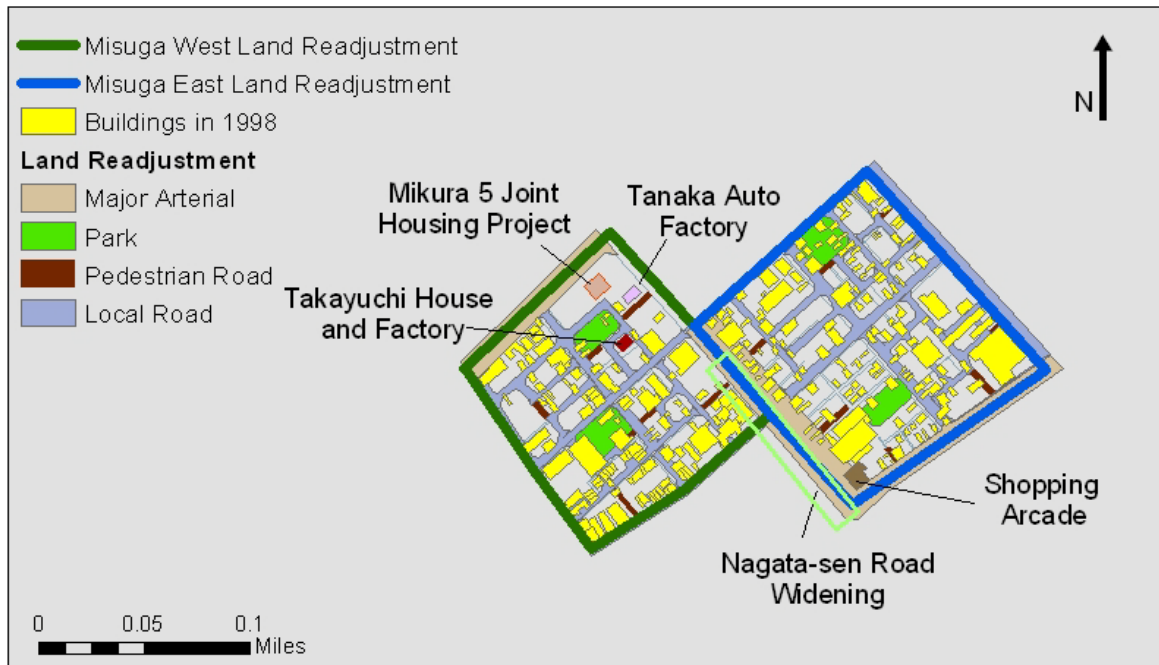 Misuga West Land Readjustment
Misuga East Land Readjustment
Buildings in 1998
Land Readjustment
Major Arterial
Park
Pedestrian Road
Local Road
N
Mikura 5 Joint
Housing Project
Tanaka Auto
Factory
Takayuchi House
and Factory
Shopping
Arcade
Nagata-sen Road
Widening
0 0.05 0.1
Miles